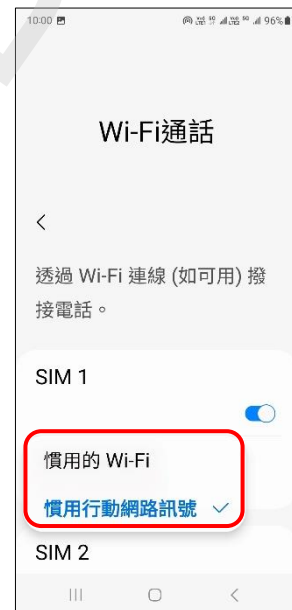 10:00
96%
Wi-Fi通話
透過 Wi-Fi 連線 (如可用) 撥
接電話。
SIM 1
慣用的 Wi-Fi
慣用行動網路訊號
SIM 2